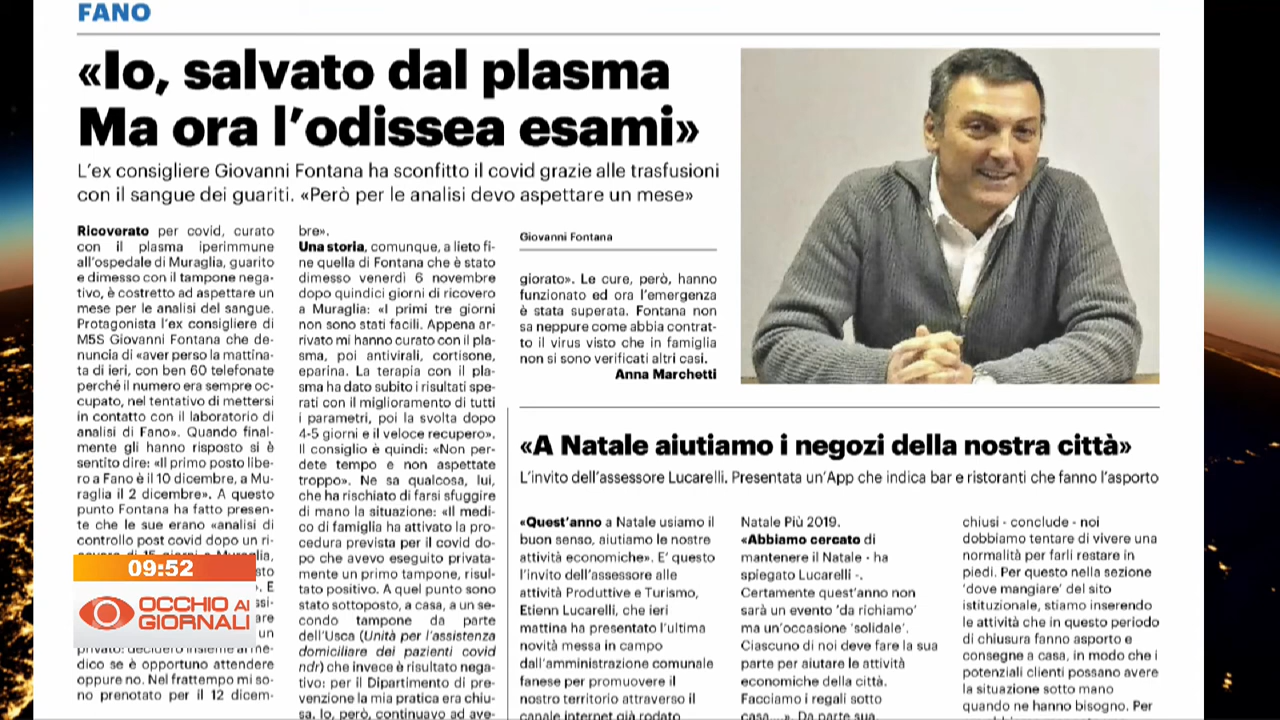 FANO
«Io, salvato dal plasma
Ma ora l'odissea esami»
L'ex consigliere Giovanni Fontana ha sconfitto il covid grazie alle trasfusioni
con il sangue dei guariti. «Però per le analisi devo aspettare un mese»
Ricoverato per covid, curato
con il plasma iperimmune
all'ospedale di Muraglia, guarito
e dimesso con il tampone nega-
tivo, è costretto ad aspettare un
mese per le analisi del sangue.
Protagonista l'ex consigliere di
M5S Giovanni Fontana che de-
nuncia di «aver perso la mattina-
ta di ieri, con ben 60 telefonate
perché il numero era sempre oc-
cupato, nel tentativo di mettersi
in contatto con il laboratorio di
analisi di Fano». Quando final-
mente gli hanno risposto si è
sentito dire: «Il primo posto libe-
ro a Fano è il 10 dicembre, a Mu-
raglia il 2 dicembre». A questo
punto Fontana ha fatto presen-
te che le sue erano «analisi di
controllo post covid dopo un ri-
dico se è opportuno attendere
oppure no. Nel frattempo mi so-
no prenotato per il 12 dicem-
bre».
Una storia, comunque, a lieto fi-
ne quella di Fontana che è stato
dimesso venerdì 6 novembre
dopo quindici giorni di ricovero
a Muraglia: «I primi tre giorni
non sono stati facili. Appena ar-
rivato mi hanno curato con il pla-
sma, poi antivirali, cortisone,
eparina. La terapia con il pla-
sma ha dato subito i risultati spe-
rati con il miglioramento di tutti
i parametri, poi la svolta dopo
4-5 giorni e il veloce recupero».
Il consiglio è quindi: «Non per-
dete tempo e non aspettate
troppo». Ne sa qualcosa, lui,
che ha rischiato di farsi sfuggire
di mano la situazione: «Il medi-
co di famiglia ha attivato la pro-
cedura prevista per il covid do-
po che avevo eseguito privata-
mente un primo tampone, risul-
tato positivo. A quel punto sono
stato sottoposto, a casa, a un se-
condo tampone da parte
dell'Usca (Unità per l'assistenza
domiciliare dei pazienti covid
ndr) che invece è risultato nega-
tivo: per il Dipartimento di pre-
venzione la mia pratica era chiu-
sa. Io, però, continuavo ad ave-
Giovanni Fontana
giorato». Le cure, però, hanno
funzionato ed ora l'emergenza
è stata superata. Fontana non
sa neppure come abbia contrat-
to il virus visto che in famiglia
non si sono verificati altri casi.
Anna Marchetti
«A Natale aiutiamo i negozi della nostra città»
L'invito dell'assessore Lucarelli. Presentata un'App che indica bar e ristoranti che fanno l'asporto
«Quest'anno a Natale usiamo il
buon senso, aiutiamo le nostre
attività economiche». E' questo
l'invito dell'assessore alle
attività Produttive e Turismo,
Etienn Lucarelli, che ieri
mattina ha presentato l'ultima
novità messa in campo
dall'amministrazione comunale
fanese per promuovere il
nostro territorio attraverso il
canale internet già rodato
Natale Più 2019.
«Abbiamo cercato di
mantenere il Natale - ha
spiegato Lucarelli -.
Certamente quest'anno non
sarà un evento 'da richiamo'
ma un'occasione 'solidale'.
Ciascuno di noi deve fare la sua
parte per aiutare le attività
economiche della città.
Facciamo i regali sotto
casa....». Da parte sua,
chiusi - conclude - noi
dobbiamo tentare di vivere una
normalità per farli restare in
piedi. Per questo nella sezione
'dove mangiare' del sito
istituzionale, stiamo inserendo
le attività che in questo periodo
di chiusura fanno asporto e
consegne a casa, in modo che i
potenziali clienti possano avere
la situazione sotto mano
quando ne hanno bisogno. Per
09:52
OCCHIO AI
GIORNALI